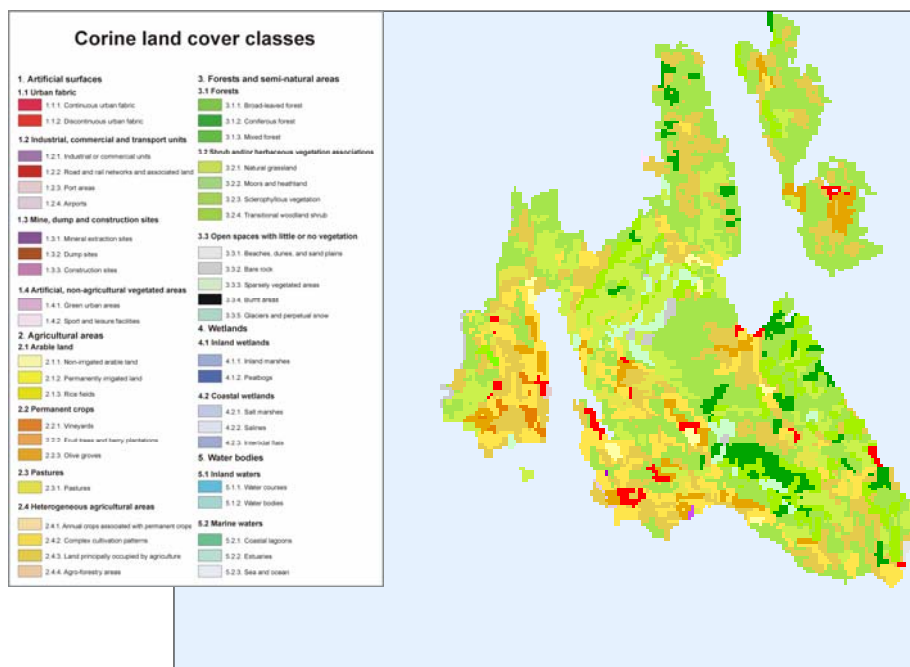 Corine land cover classes
1. Artificial surfaces
1.1 Urban fabric
1.1.1. Continuous urban fabric
1.1.2. Discontinuous urban fabric
1.2 Industrial, commercial and transport units
1.2.1. Industrial or commercial units
1.2.2. Road and rail networks and associated land
1.2.3. Port areas
1.2.4. Airports
1.3 Mine, dump and construction sites
1.3.1. Mineral extraction sites
1.3.2. Dump sites
1.3.3. Construction sites
1.4 Artificial, non-agricultural vegetated areas
1.4.1. Green urban areas
1.4.2. Sport and leisure facilities
2. Agricultural areas
2.1 Arable land
2.1.1. Non-irrigated arable land
2.1.2. Permanently irrigated land
2.1.3. Rice fields
2.2 Permanent crops
2.2.1. Vineyards
2.2.2. Fruit trees and berry plantations
2.2.3. Olive groves
2.3 Pastures
2.3.1. Pastures
2.4 Heterogeneous agricultural areas
2.4.1. Annual crops associated with permanent crops
2.4.2. Complex cultivation patterns
2.4.3. Land principally occupied by agriculture
2.4.4. Agro-forestry areas
3. Forests and semi-natural areas
3.1 Forests
3.1.1. Broad-leaved forest
3.1.2. Coniferous forest
3.1.3. Mixed forest
3.2 Shrub and/or herbaceous vegetation associations
3.2.1. Natural grassland
3.2.2. Moors and heathland
3.2.3. Sclerophyllous vegetation
3.2.4. Transitional woodland shrub
3.3 Open spaces with little or no vegetation
3.3.1. Beaches, dunes, and sand plains
3.3.2. Bare rock
3.3.3. Sparsely vegetated areas
3.3.4. Burnt areas
3.3.5. Glaciers and perpetual snow
4. Wetlands
4.1 Inland wetlands
4.1.1. Inland marshes
4.1.2. Peatbogs
4.2 Coastal wetlands
4.2.1. Salt marshes
4.2.2. Salines
4.2.3. Intertidal flats
5. Water bodies
5.1 Inland waters
5.1.1. Water courses
5.1.2. Water bodies
5.2 Marine waters
5.2.1. Coastal lagoons
5.2.2. Estuaries
5.2.3. Sea and ocean